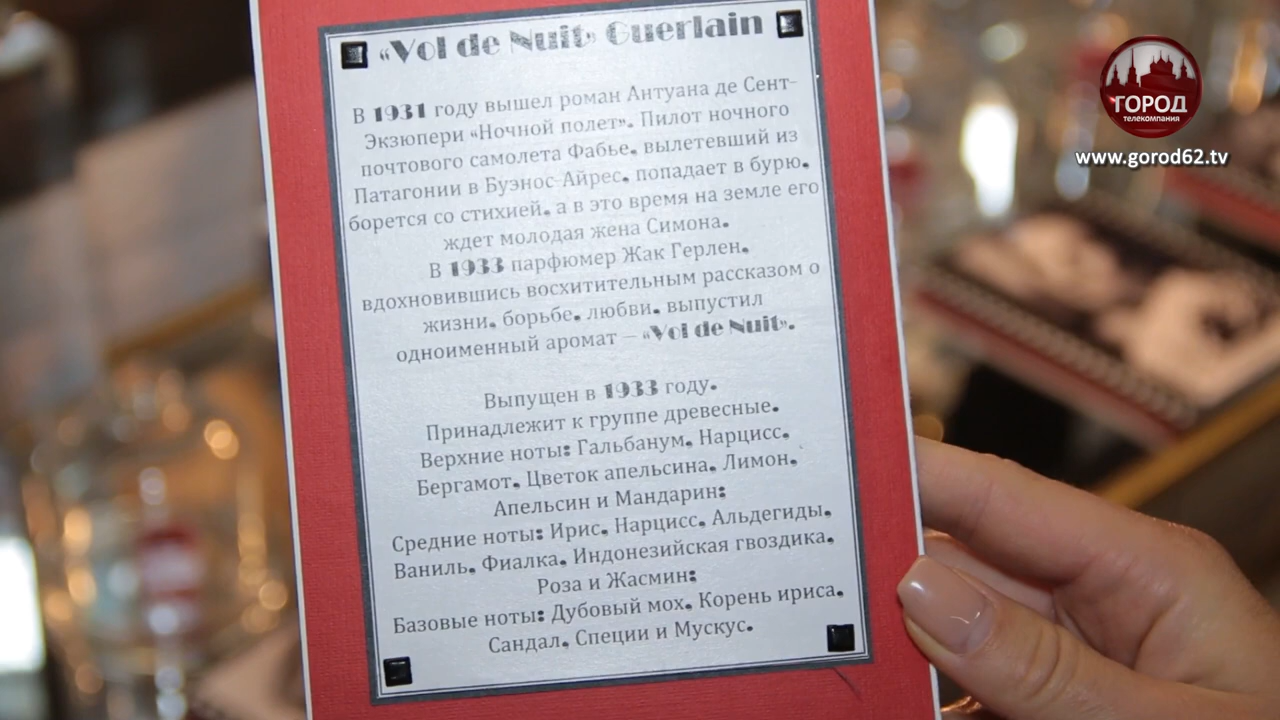 «Vol de Nuit» Guerlain
В 1931 году вышел роман Антуана де Сент-
Экзюпери «Ночной полет». Пилот ночного
почтового самолета Фабье, вылетевший из
Патагонии в Буэнос-Айрес, попадает в бурю,
борется со стихией, а в это время на земле его
ждет молодая жена Симона.
В 1933 парфюмер Жак Герлен,
вдохновившись восхитительным рассказом о
жизни, борьбе, любви, выпустил
одноименный аромат – «Vol de Nuit».
Выпущен в 1933 году.
Принадлежит к группе древесные.
Верхние ноты: Гальбанум, Нарцисс,
Бергамот, Цветок апельсина, Лимон,
Апельсин и Мандарин;
Средние ноты: Ирис, Нарцисс, Альдегиды,
Ваниль, Фиалка, Индонезийская гвоздика,
Роза и Жасмин;
Базовые ноты: Дубовый мох, Корень ириса,
Сандал, Специи и Мускус.
ГОРОД
телекомпания
www.gorod62.tv